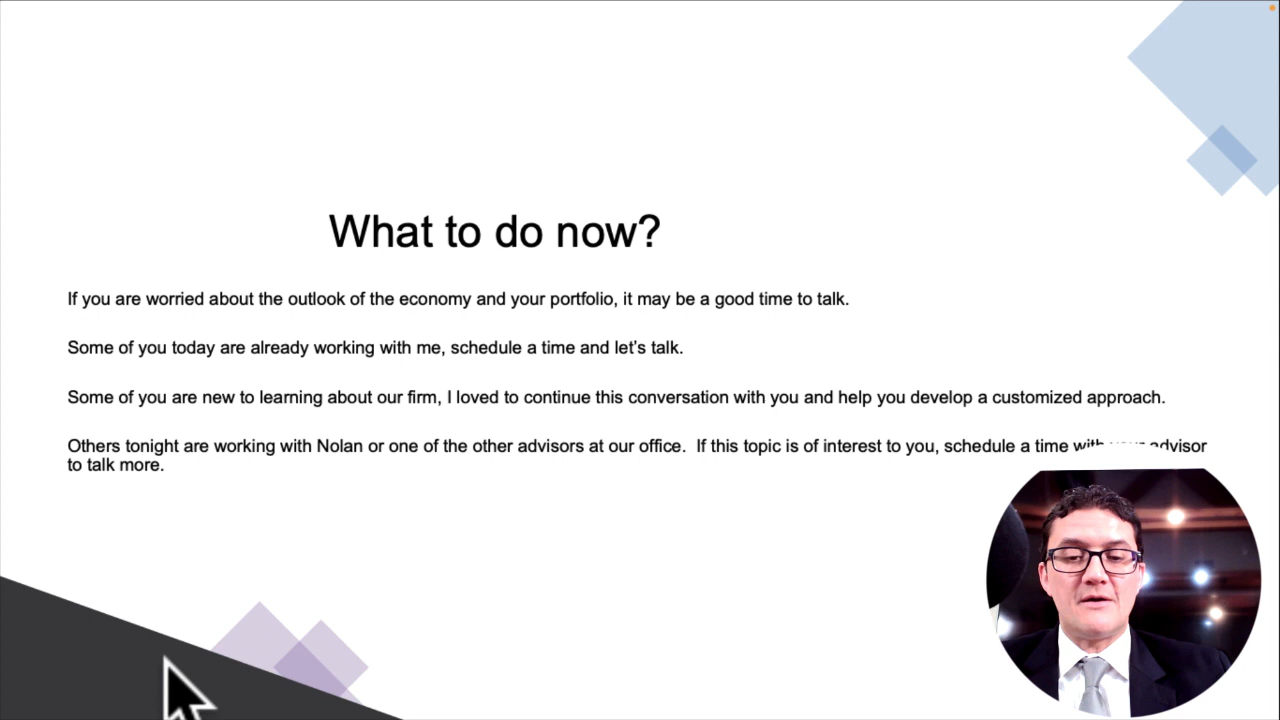 What to do now?
If you are worried about the outlook of the economy and your portfolio, it may be a good time to talk.
Some of you today are already working with me, schedule a time and let's talk.
Some of you are new to learning about our firm, I loved to continue this conversation with you and help you develop a customized approach.
Others tonight are working with Nolan or one of the other advisors at our office.  If this topic is of interest to you, schedule a time with advisor
to talk more.